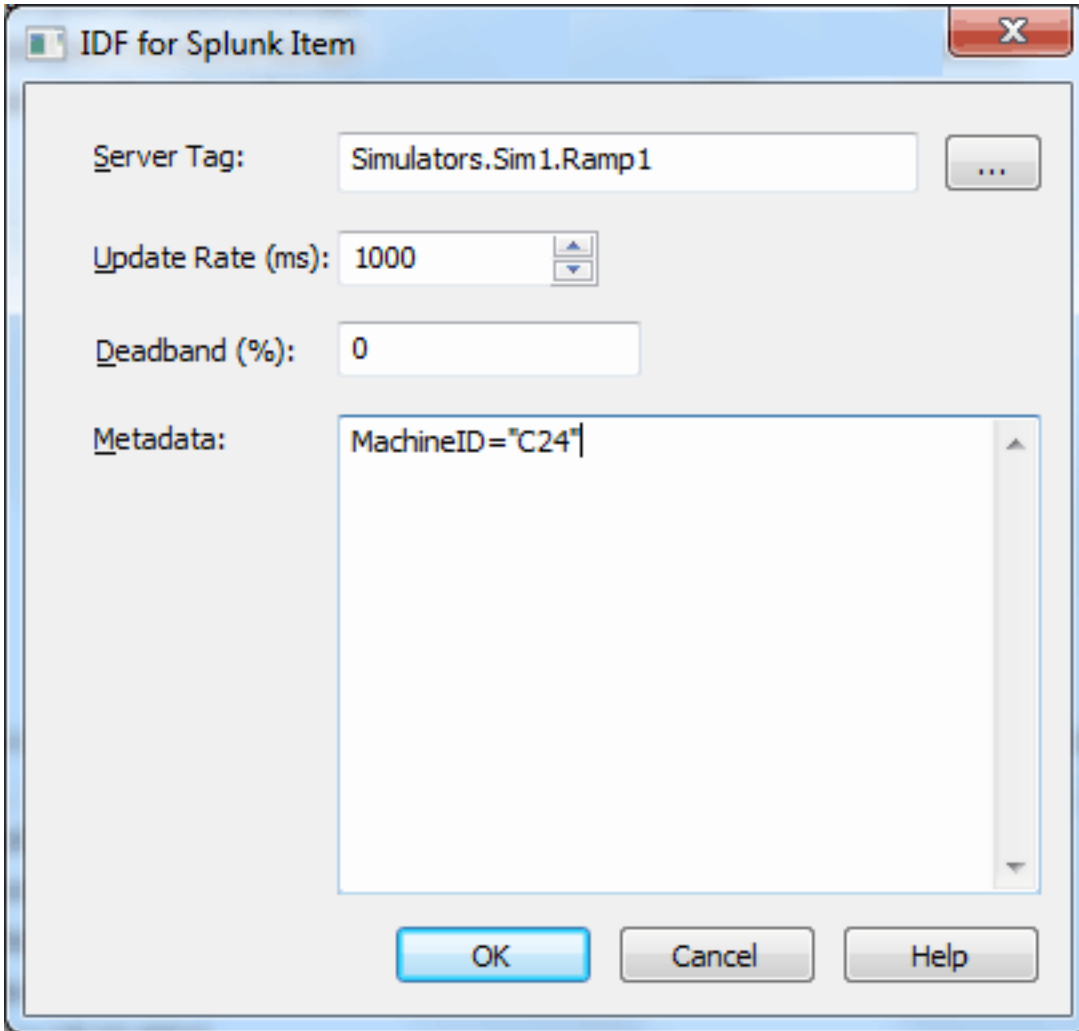 IDF for Splunk Item
Server Tag: Simulators.Sim1.Ramp1 ...
Update Rate (ms): 1000
Deadband (%): 0
Metadata: MachineID="C24"
OK Cancel Help